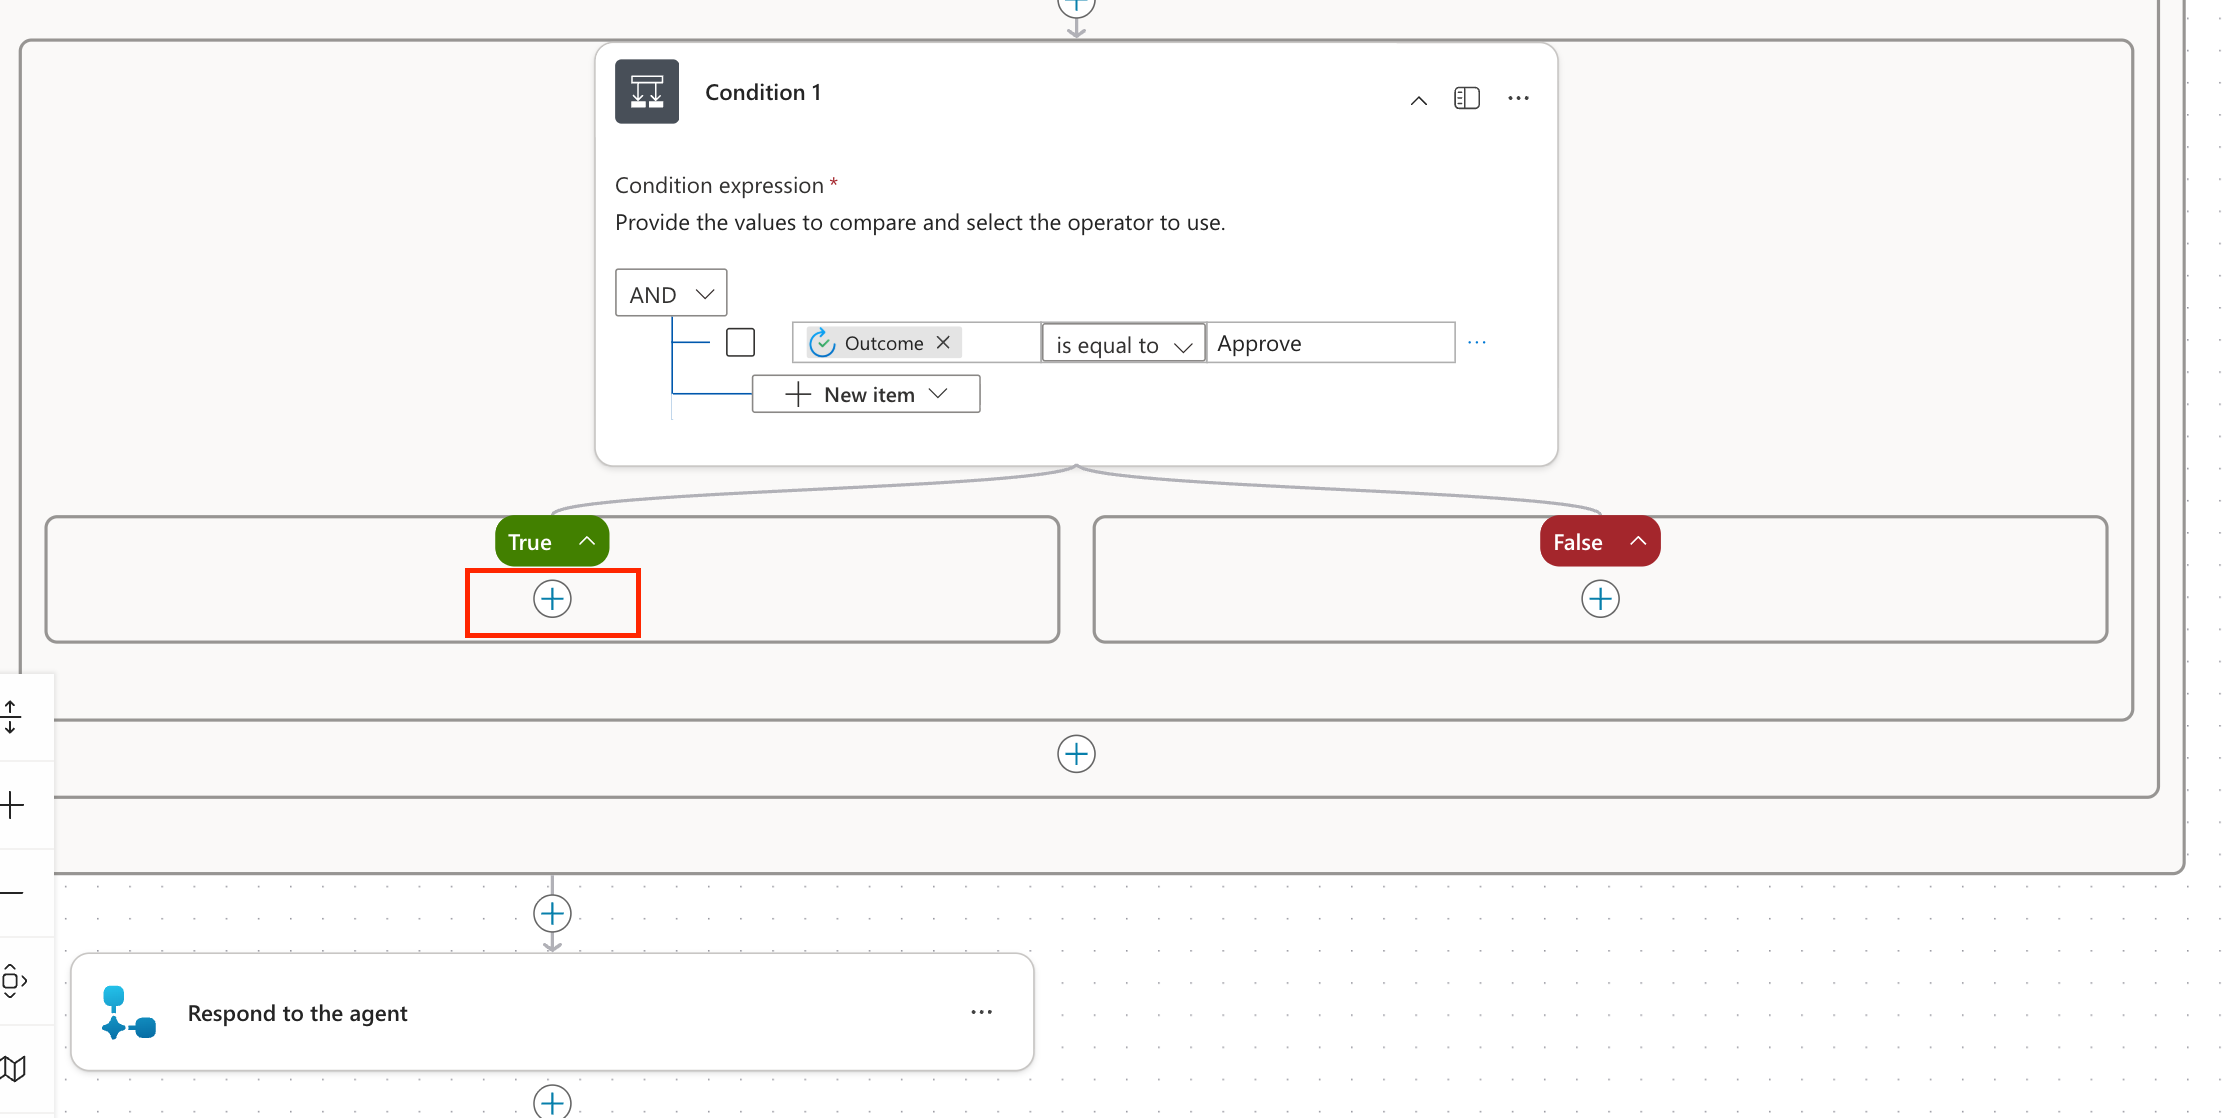 Condition 1
Condition expression *
Provide the values to compare and select the operator to use.
AND
Outcome is equal to Approve
New item
True
False
Respond to the agent